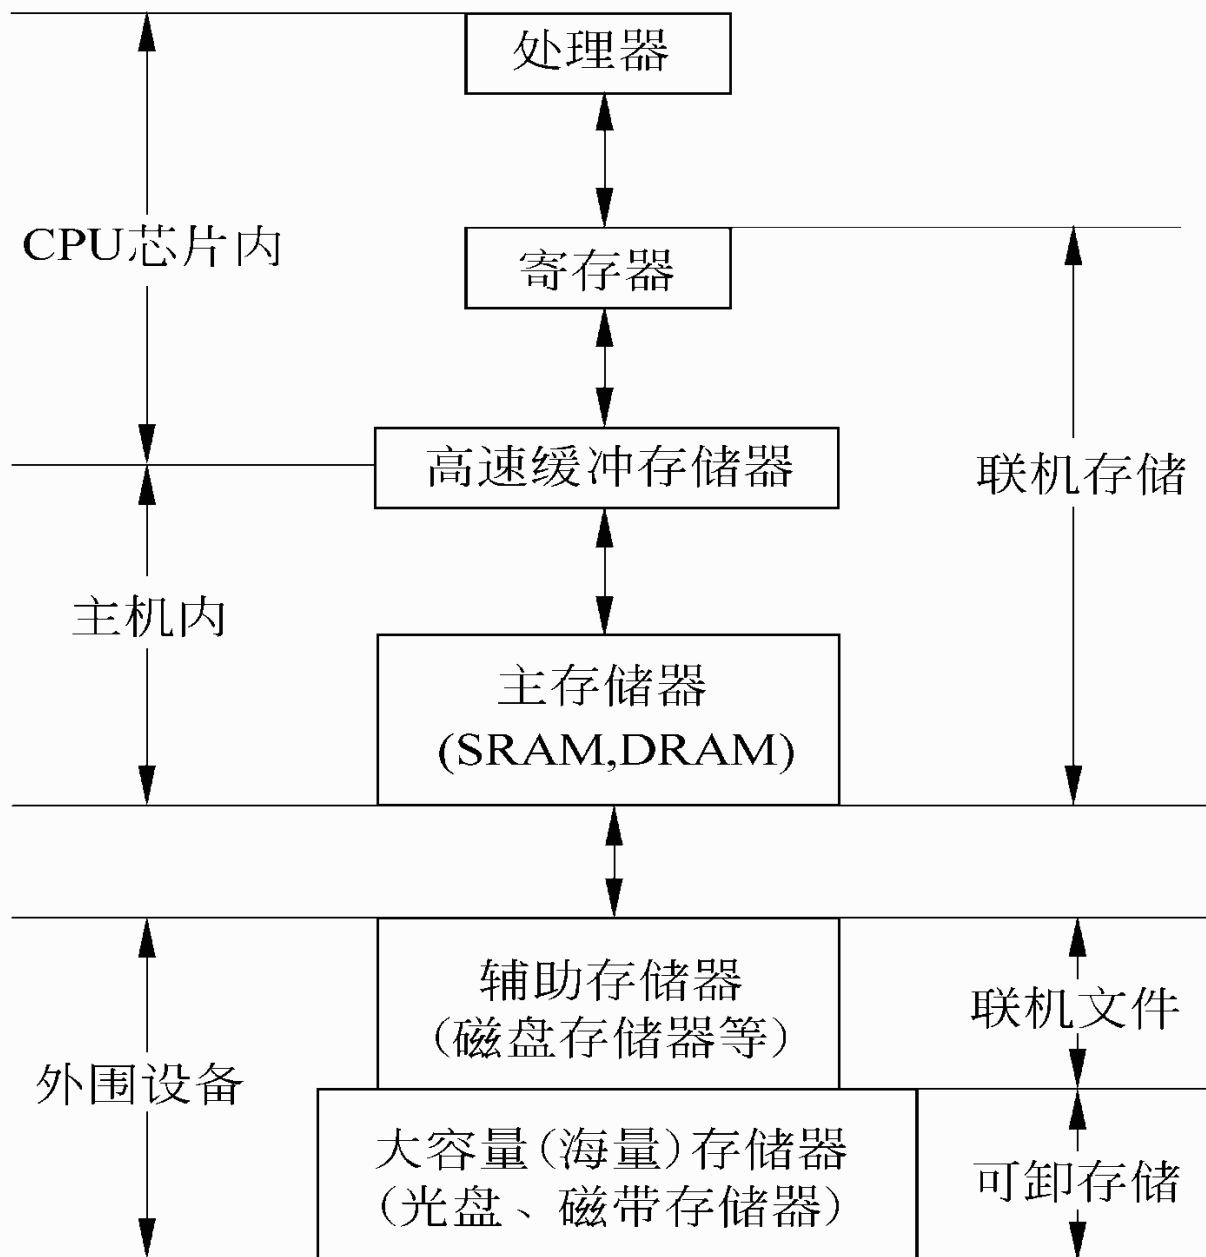 处理器
CPU芯片内
寄存器
高速缓冲存储器
联机存储
主机内
主存储器
(SRAM,DRAM)
辅助存储器
(磁盘存储器等)
联机文件
外围设备
大容量(海量)存储器
(光盘、磁带存储器)
可卸存储